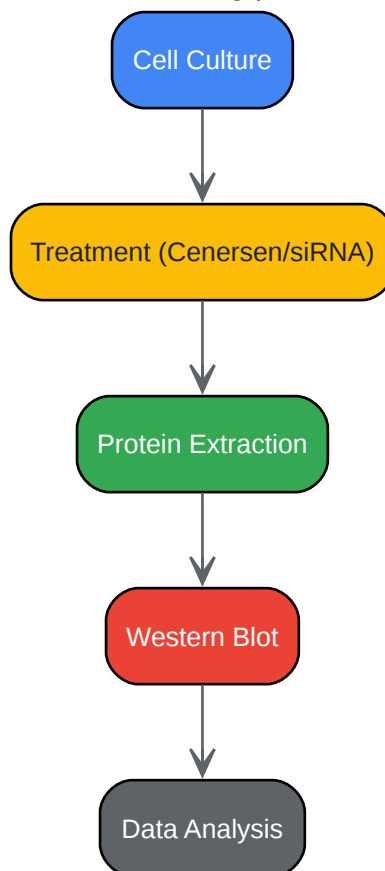 Cell Culture
Treatment (Cenersen/siRNA)
Protein Extraction
Western Blot
Data Analysis